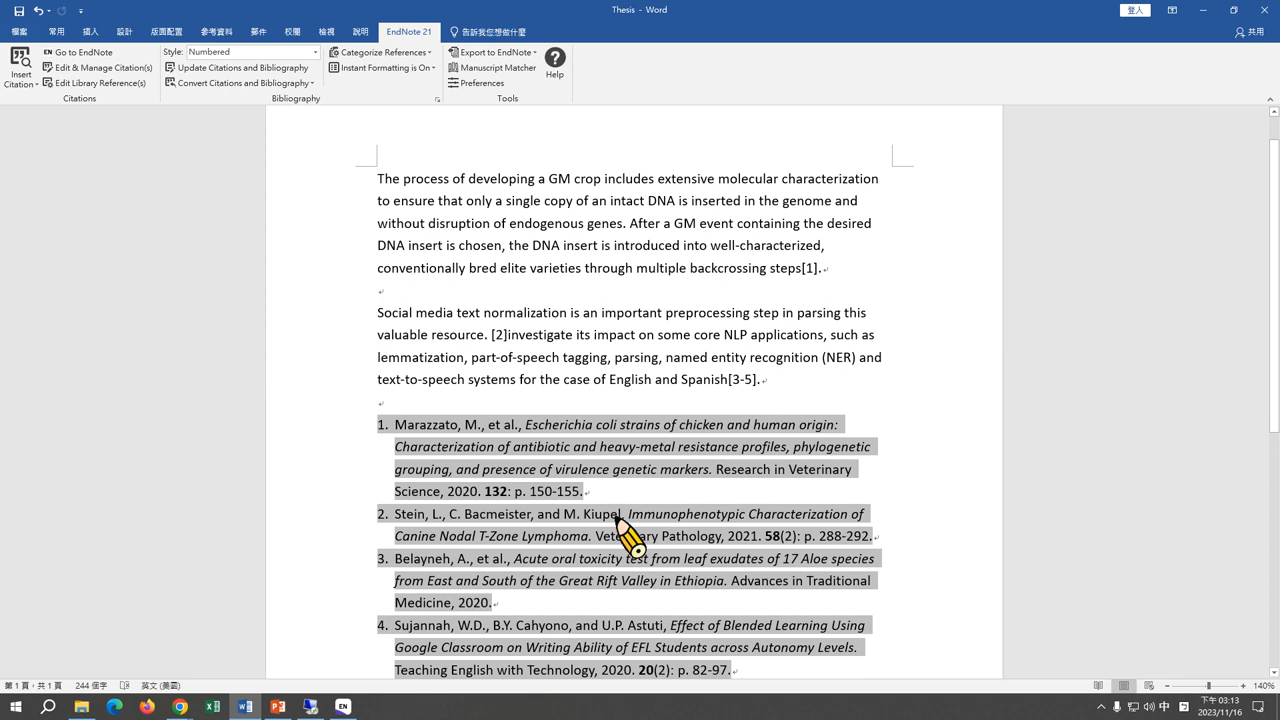 Thesis - Word
登入
檔案 常用 插入 設計 版面配置 參考資料 郵件 校閱 檢視 說明 EndNote 21 告訴我您想做什麼 共用
Insert Citation
EN Go to EndNote
Edit & Manage Citation(s)
Edit Library Reference(s)
Citations
Style: Numbered
Update Citations and Bibliography
Convert Citations and Bibliography
Categorize References
Instant Formatting is On
Bibliography
Export to EndNote
Manuscript Matcher
Preferences
Help
Tools
The process of developing a GM crop includes extensive molecular characterization
to ensure that only a single copy of an intact DNA is inserted in the genome and
without disruption of endogenous genes. After a GM event containing the desired
DNA insert is chosen, the DNA insert is introduced into well-characterized,
conventionally bred elite varieties through multiple backcrossing steps[1].
Social media text normalization is an important preprocessing step in parsing this
valuable resource. [2]investigate its impact on some core NLP applications, such as
lemmatization, part-of-speech tagging, parsing, named entity recognition (NER) and
text-to-speech systems for the case of English and Spanish[3-5].
1. Marazzato, M., et al., Escherichia coli strains of chicken and human origin:
Characterization of antibiotic and heavy-metal resistance profiles, phylogenetic
grouping, and presence of virulence genetic markers. Research in Veterinary
Science, 2020. 132: p. 150-155.
2. Stein, L., C. Bacmeister, and M. Kiupel, Immunophenotypic Characterization of
Canine Nodal T-Zone Lymphoma. Pathology, 2021. 58(2): p. 288-292.
3. Belayneh, A., et al., Acute oral toxicity test from leaf exudates of 17 Aloe species
from East and South of the Great Rift Valley in Ethiopia. Advances in Traditional
Medicine, 2020.
4. Sujannah, W.D., B.Y. Cahyono, and U.P. Astuti, Effect of Blended Learning Using
Google Classroom on Writing Ability of EFL Students across Autonomy Levels.
Teaching English with Technology, 2020. 20(2): p. 82-97.
第 1 頁，共 1 頁 244 個字 英文 (美國) 140%
EN 中 下午 03:13
2023/11/16